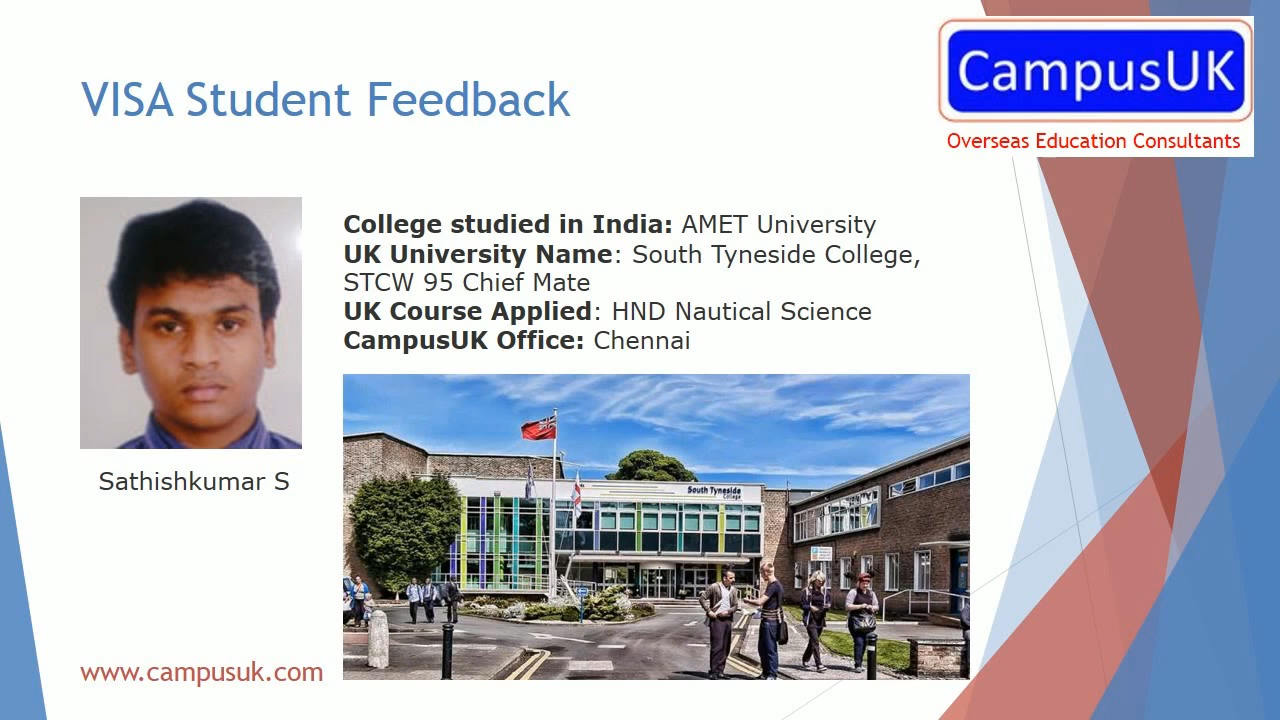 CampusUK
Overseas Education Consultants
VISA Student Feedback
College studied in India: AMET University
UK University Name: South Tyneside College,
STCW 95 Chief Mate
UK Course Applied: HND Nautical Science
CampusUK Office: Chennai
Sathishkumar S
South Tyneside
College
www.campusuk.com